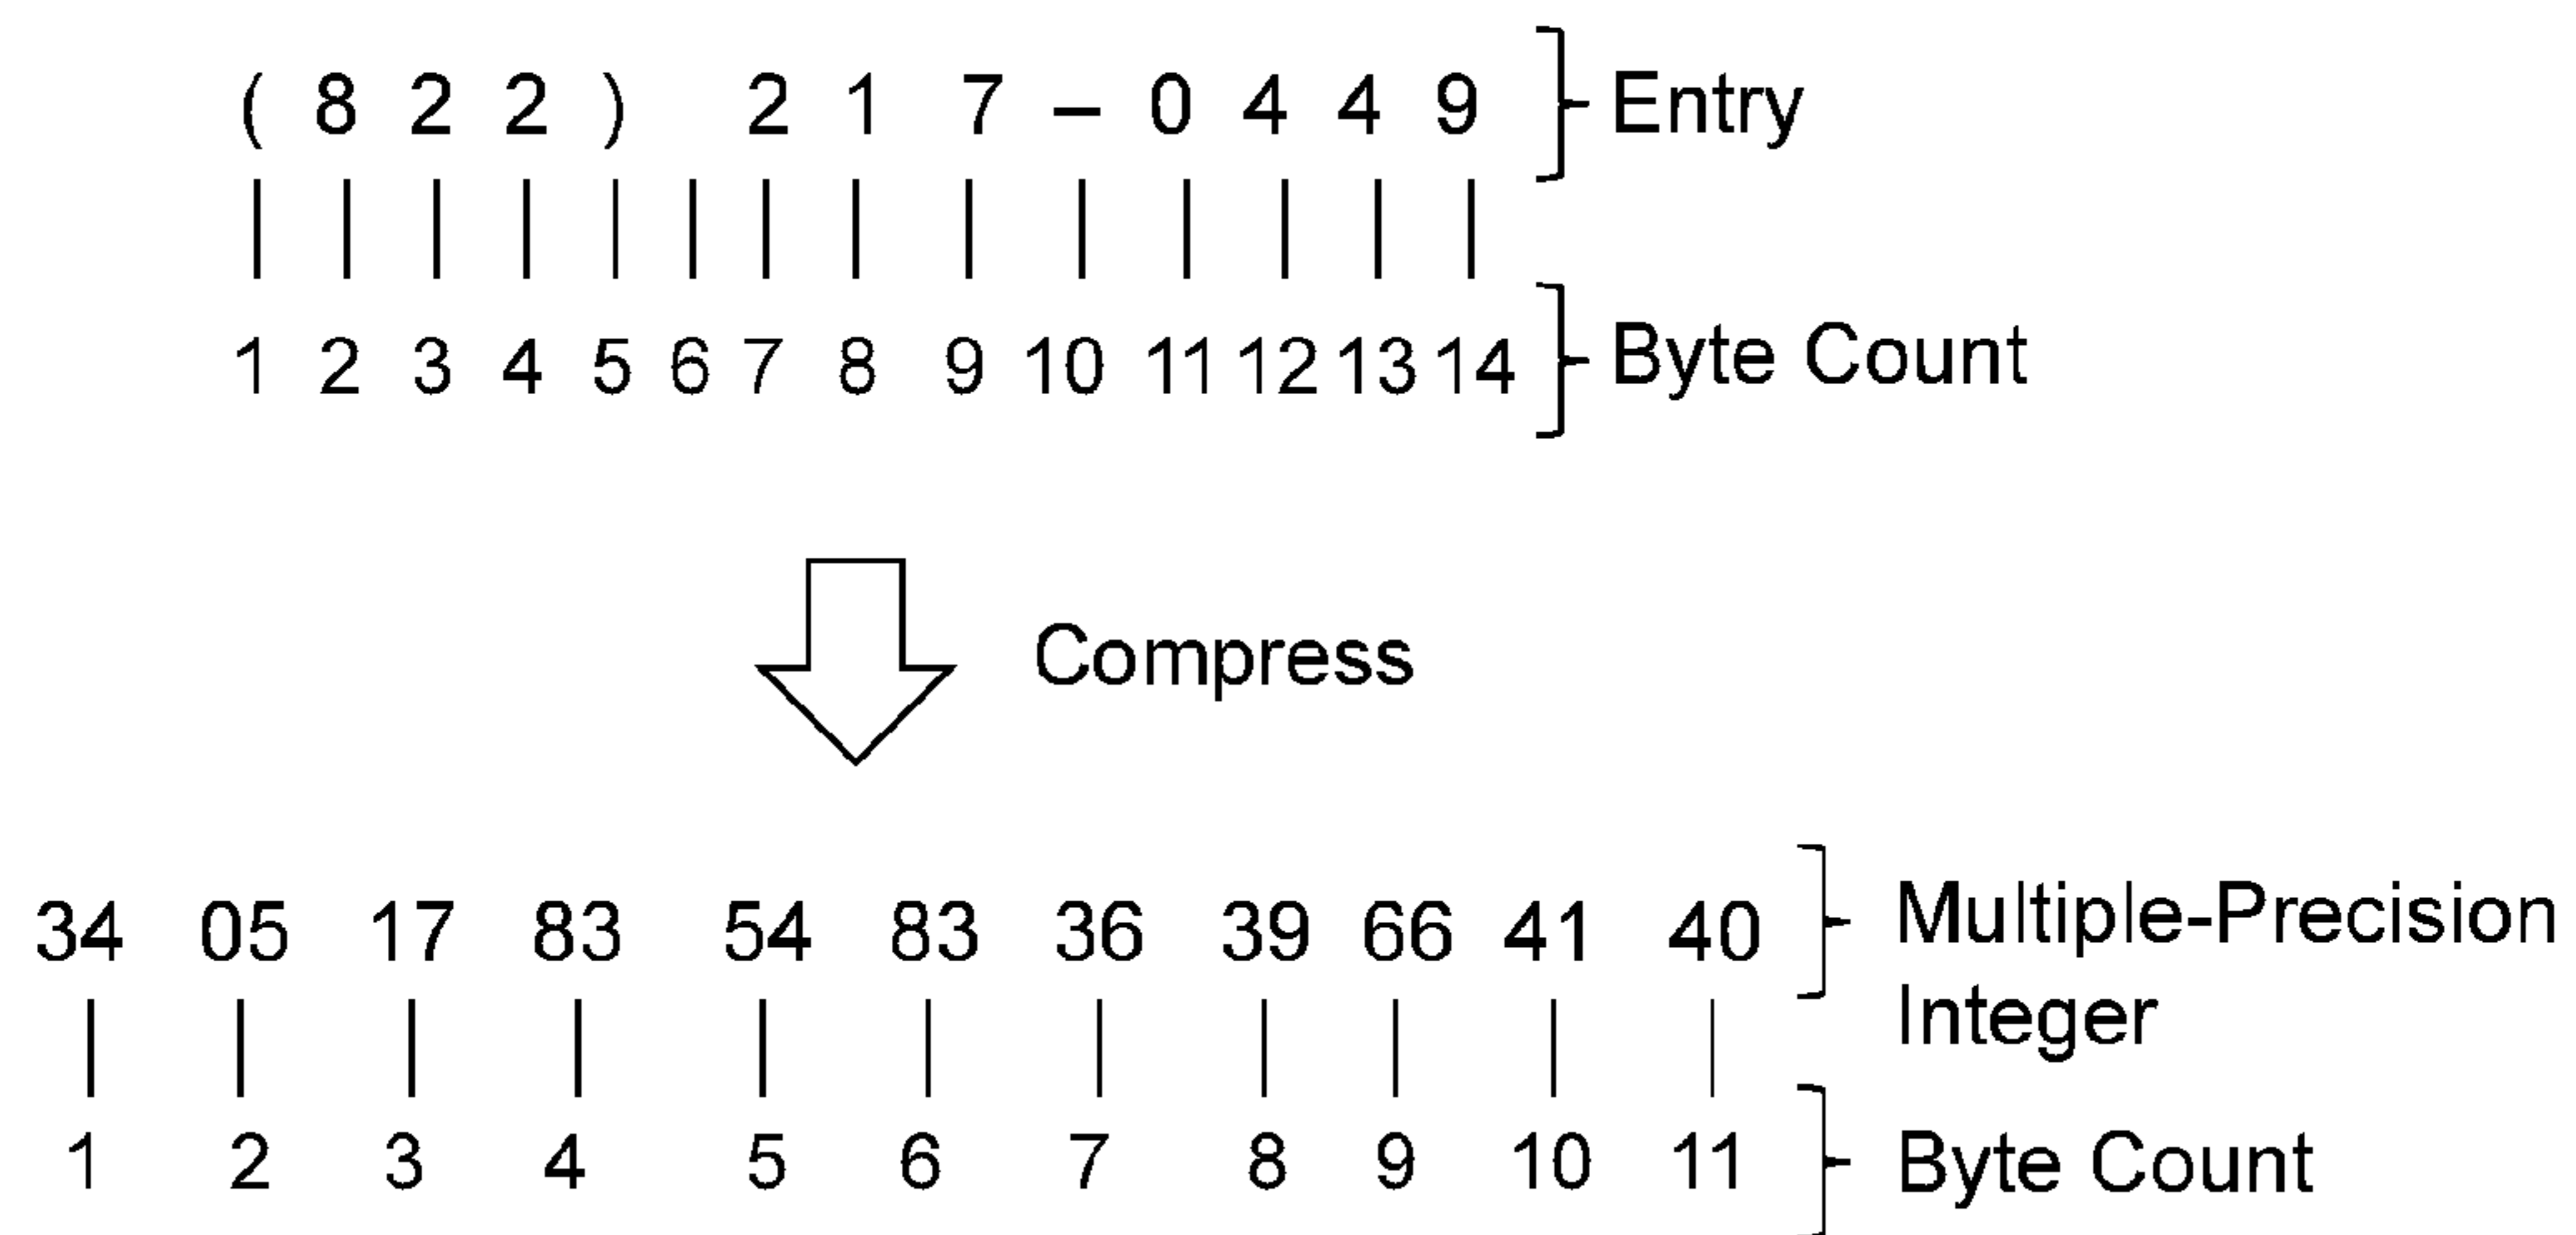 ( 8 2 2 ) 2 1 7 – 0 4 4 9 Entry
1 2 3 4 5 6 7 8 9 10 11 12 13 14 Byte Count
Compress
34 05 17 83 54 83 36 39 66 41 40 Multiple-Precision
Integer
1 2 3 4 5 6 7 8 9 10 11 Byte Count